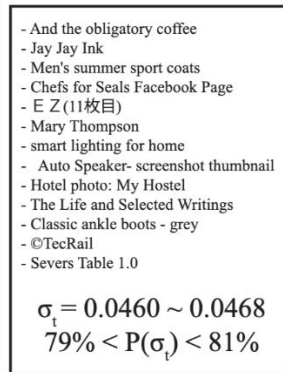 - And the obligatory coffee
- Jay Jay Ink
- Men's summer sport coats
- Chefs for Seals Facebook Page
- E Z(11枚目)
- Mary Thompson
- smart lighting for home
-  Auto Speaker- screenshot thumbnail
- Hotel photo: My Hostel
- The Life and Selected Writings
- Classic ankle boots - grey
- ©TecRail
- Severs Table 1.0
σₜ = 0.0460 ~ 0.0468
79% < P(σₜ) < 81%